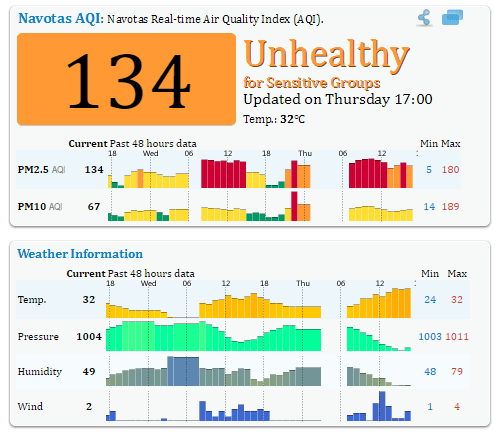 Navotas AQI: Navotas Real-time Air Quality Index (AQI).
134
Unhealthy
for Sensitive Groups
Updated on Thursday 17:00
Temp.: 32°C
Current Past 48 hours data Min Max
18 Wed 06 12 18 Thu 06 12
PM2.5 AQI 134 5 180
PM10 AQI 67 14 189
Weather Information
Current Past 48 hours data Min Max
18 Wed 06 12 18 Thu 06 12
Temp. 32 24 32
Pressure 1004 1003 1011
Humidity 49 48 79
Wind 2 1 4